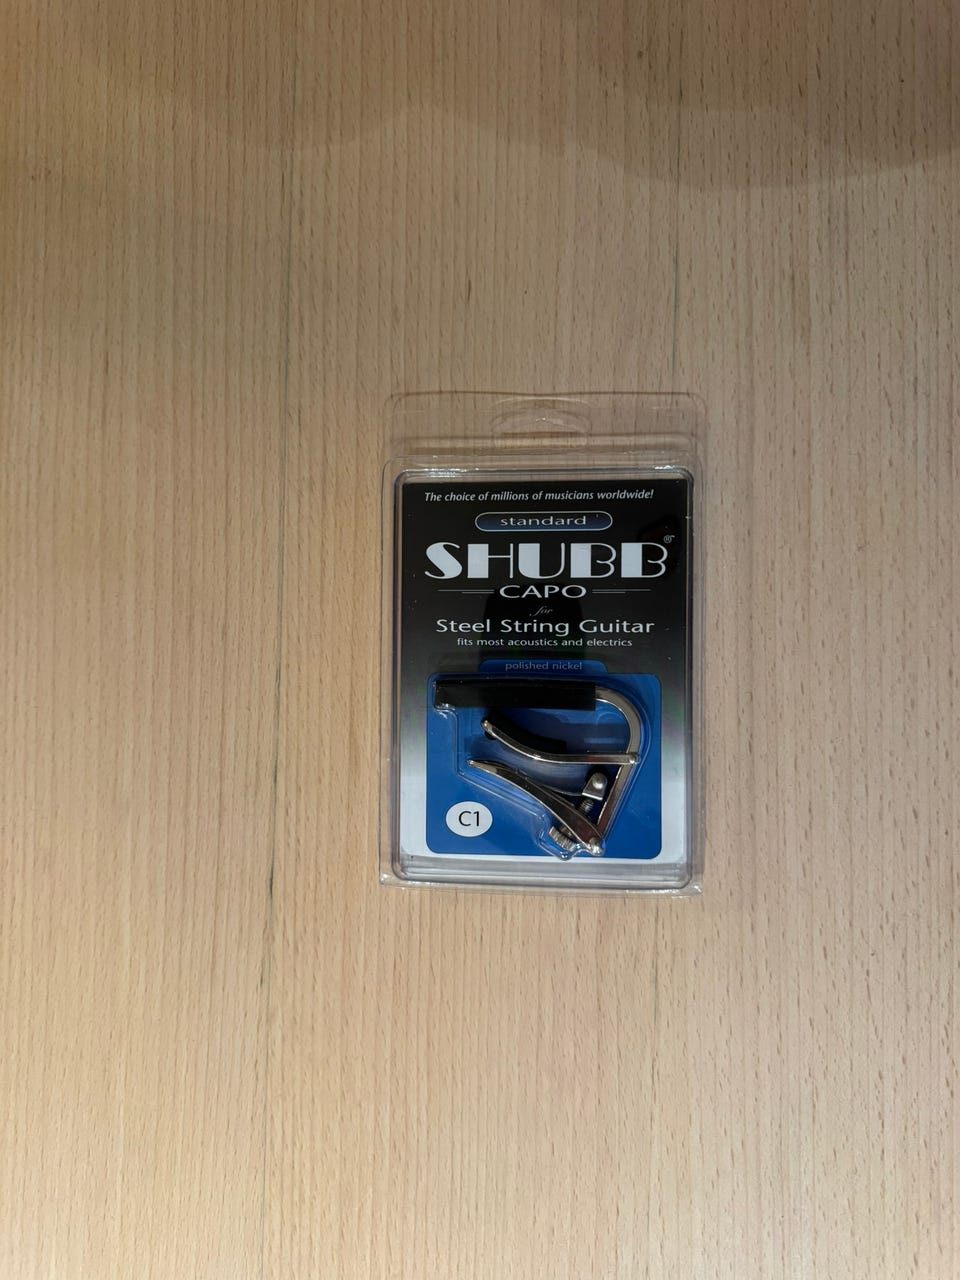 The choice of millions of musicians worldwide!
standard
SHUBB®
CAPO
for
Steel String Guitar
fits most acoustics and electrics
polished nickel
C1